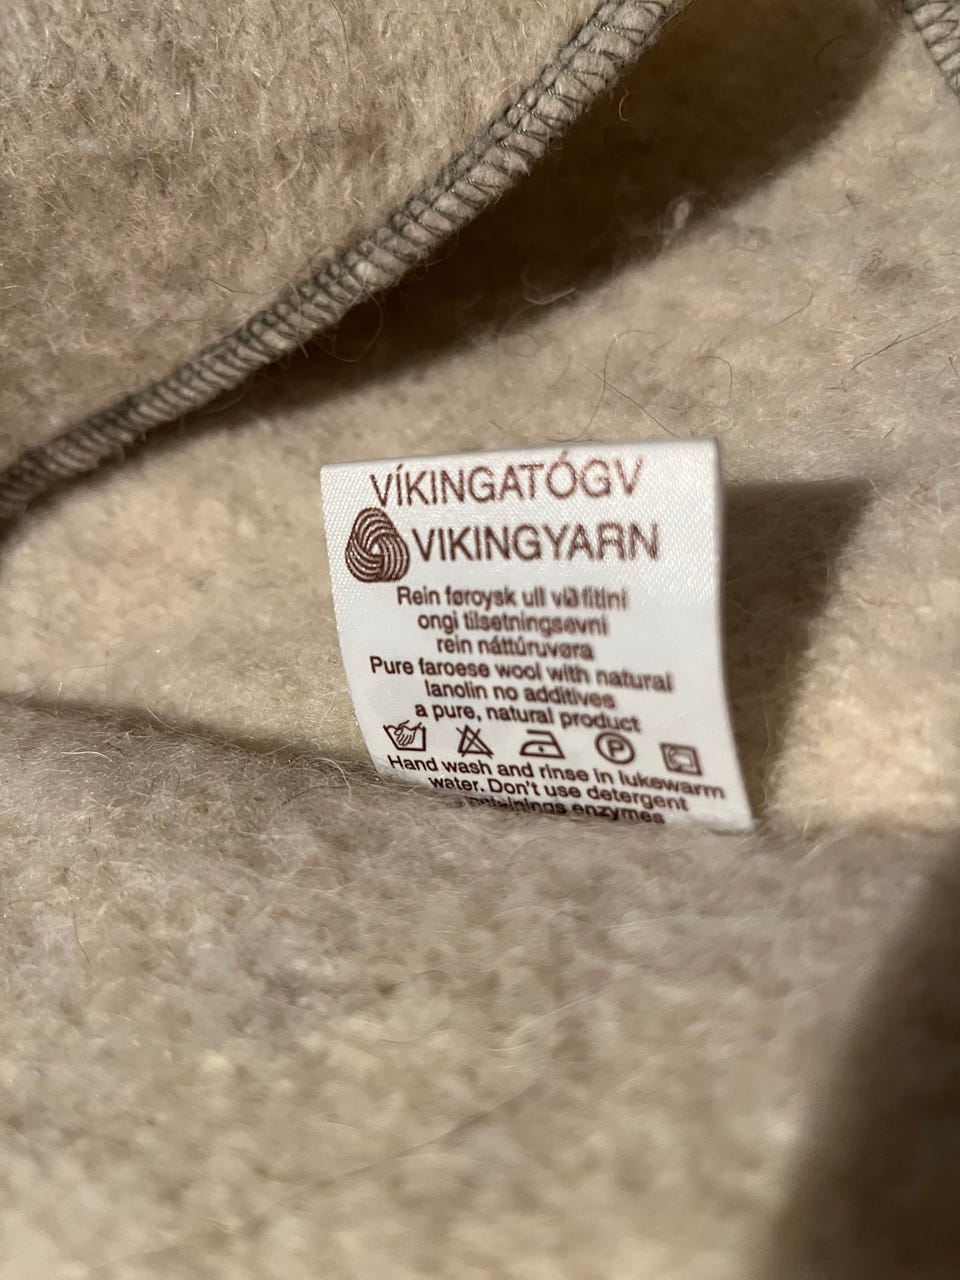 VÍKINGATÓGV
VIKINGYARN
Rein føroysk ull við fitini
ongi tilsetningsevni
rein náttúruvøra
Pure faroese wool with natural
lanolin no additives
a pure, natural product
P
Hand wash and rinse in lukewarm
water. Don't use detergent
enzymes